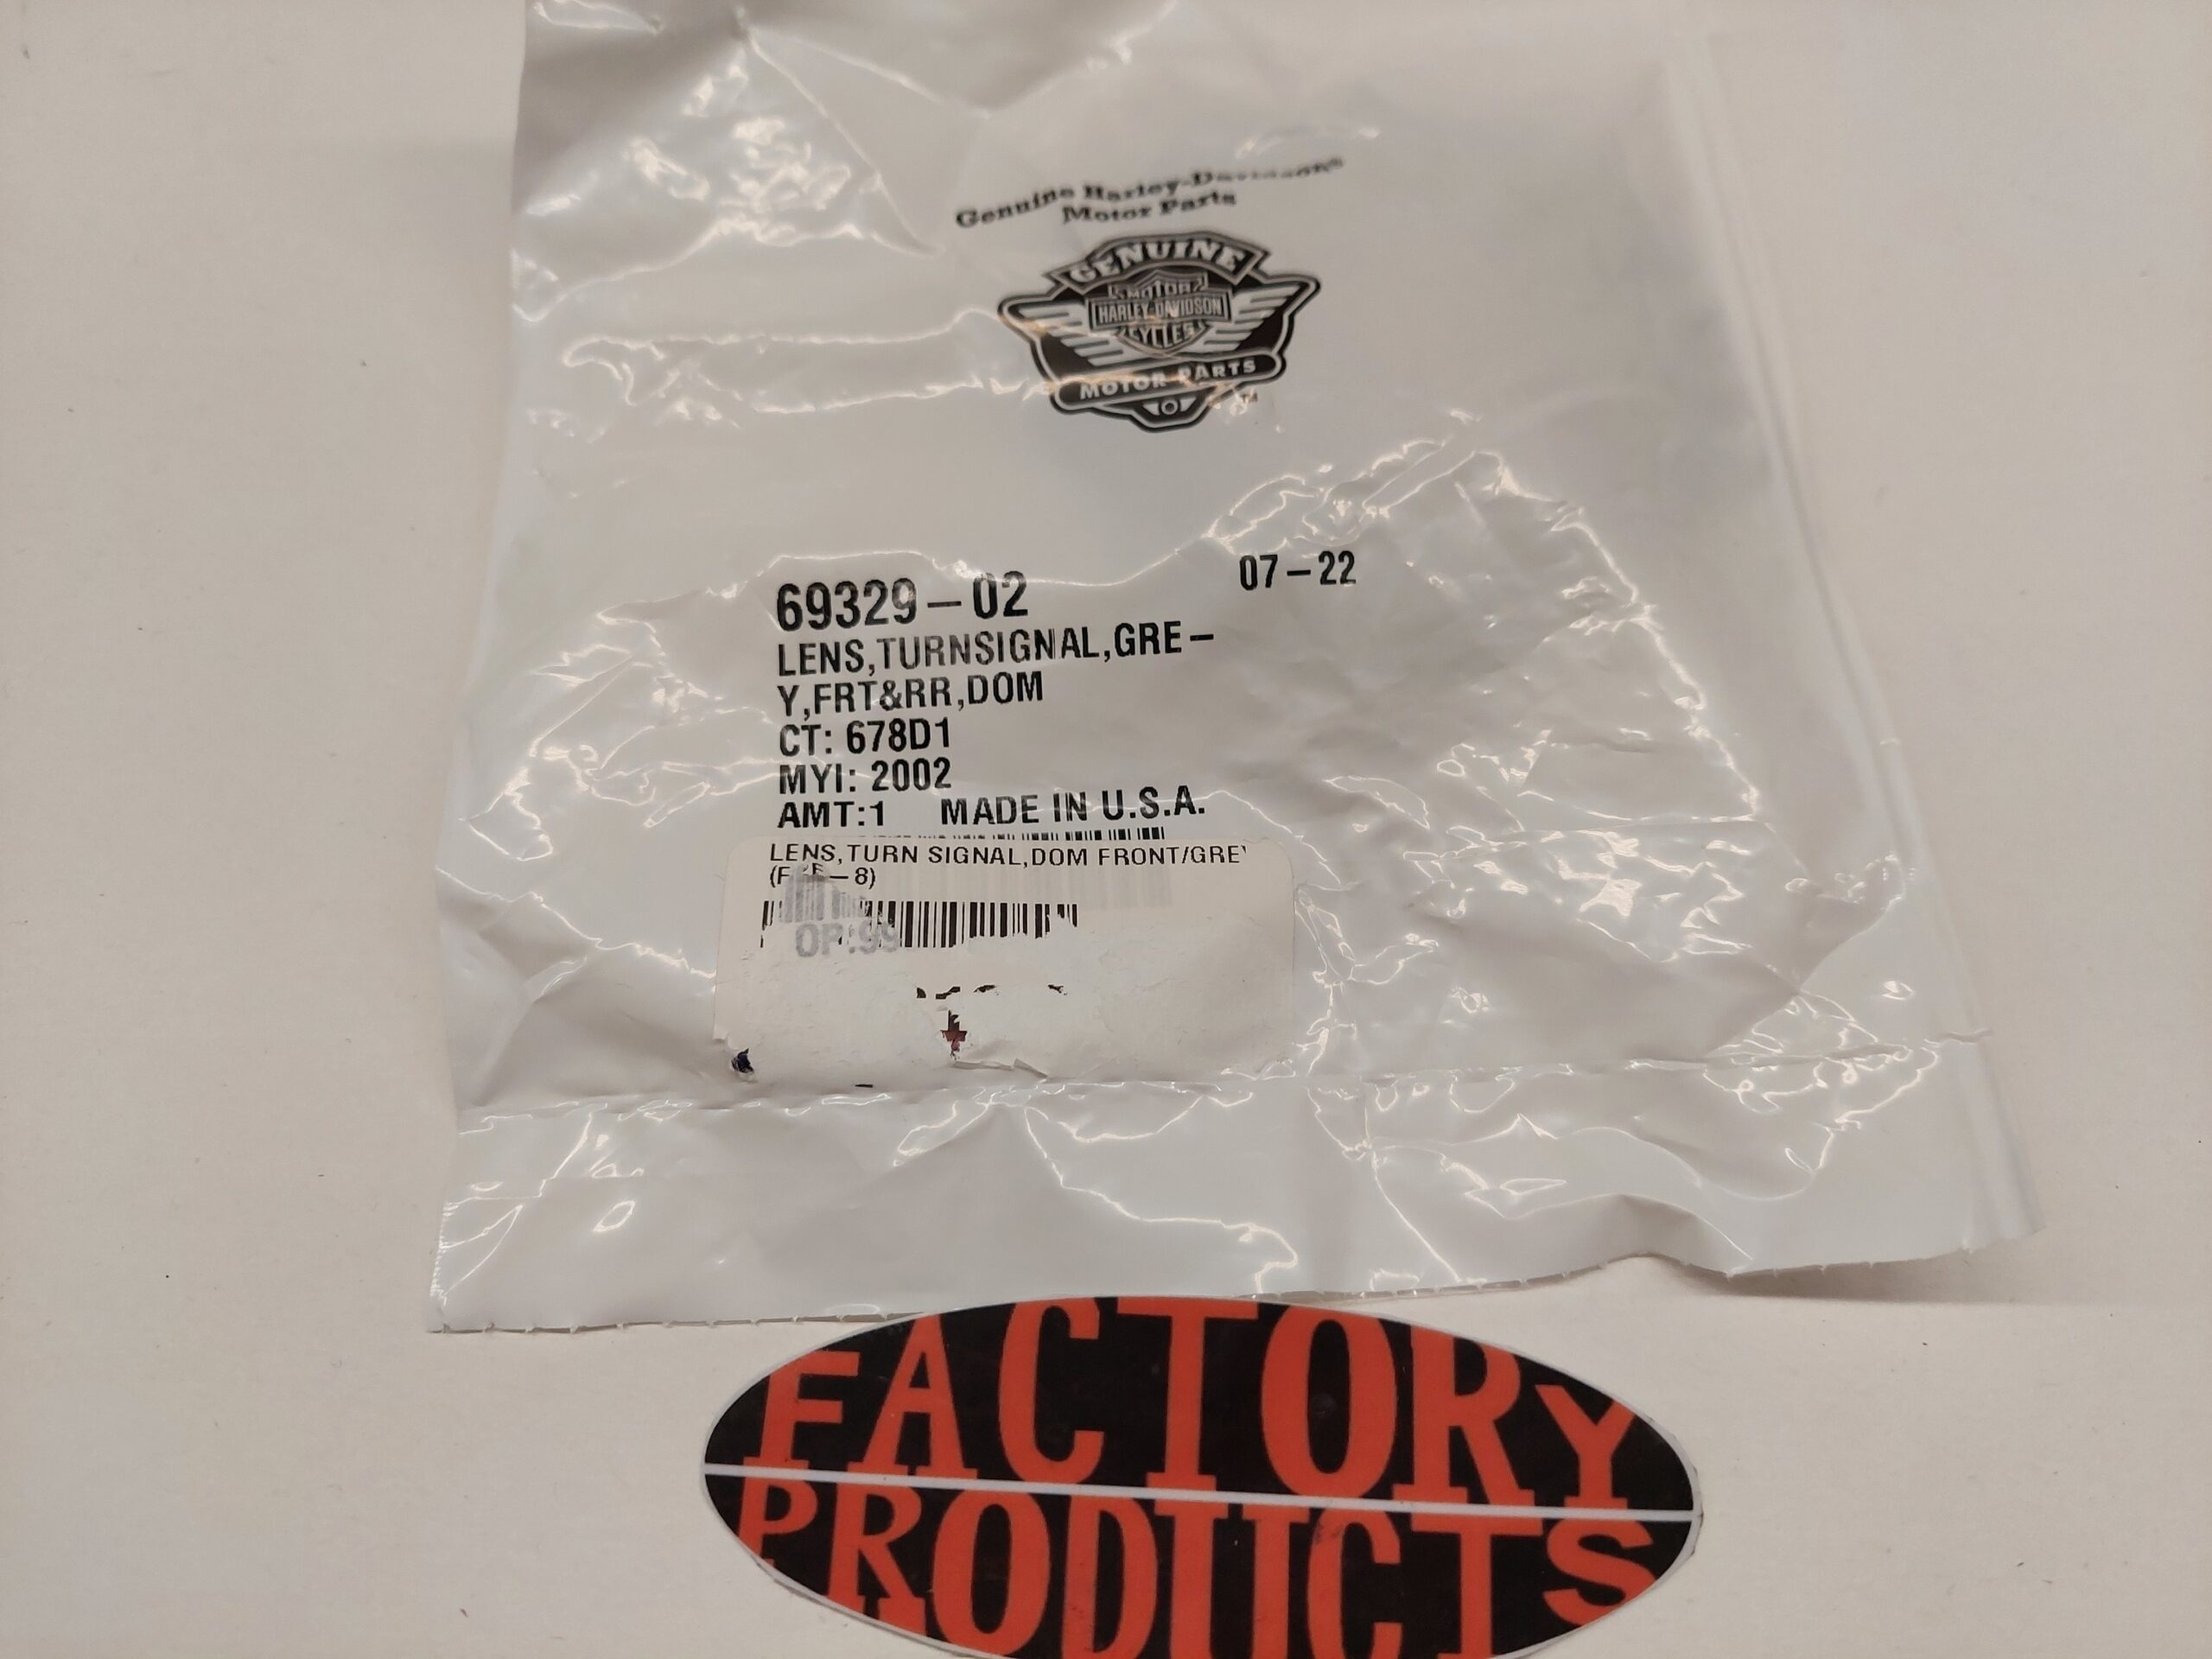 Genuine Harley-Davidson®
Motor Parts
GENUINE
MOTOR
HARLEY-DAVIDSON
CYCLES
MOTOR PARTS
69329-02 07-22
LENS,TURNSIGNAL,GRE-
Y,FRT&RR,DOM
CT: 678D1
MYI: 2002
AMT:1 MADE IN U.S.A.
LENS,TURN SIGNAL,DOM FRONT/GREY
FACTORY
PRODUCTS